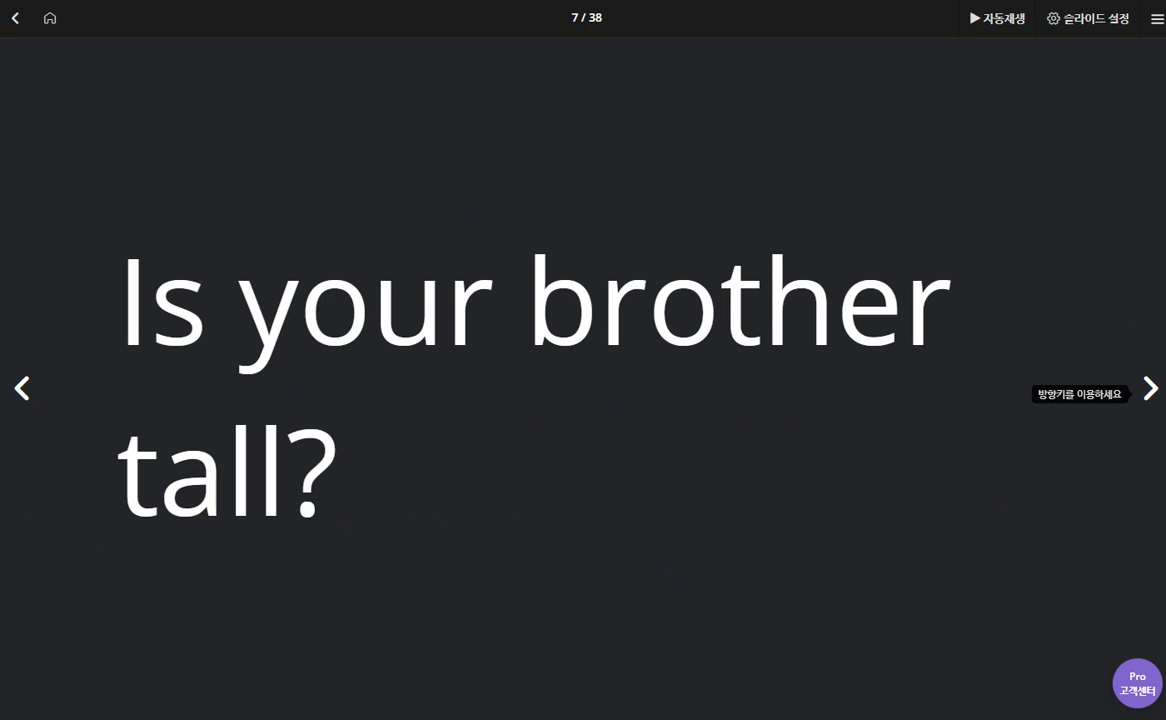 7 / 38
▶ 자동재생
슬라이드 설정
Is your brother
tall?
방향키를 이용하세요
Pro
고객센터